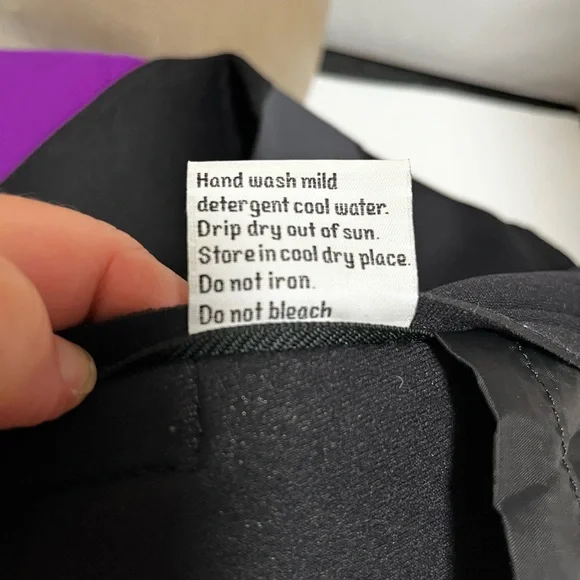 Hand wash mild
detergent cool water.
Drip dry out of sun.
Store in cool dry place.
Do not iron.
Do not bleach